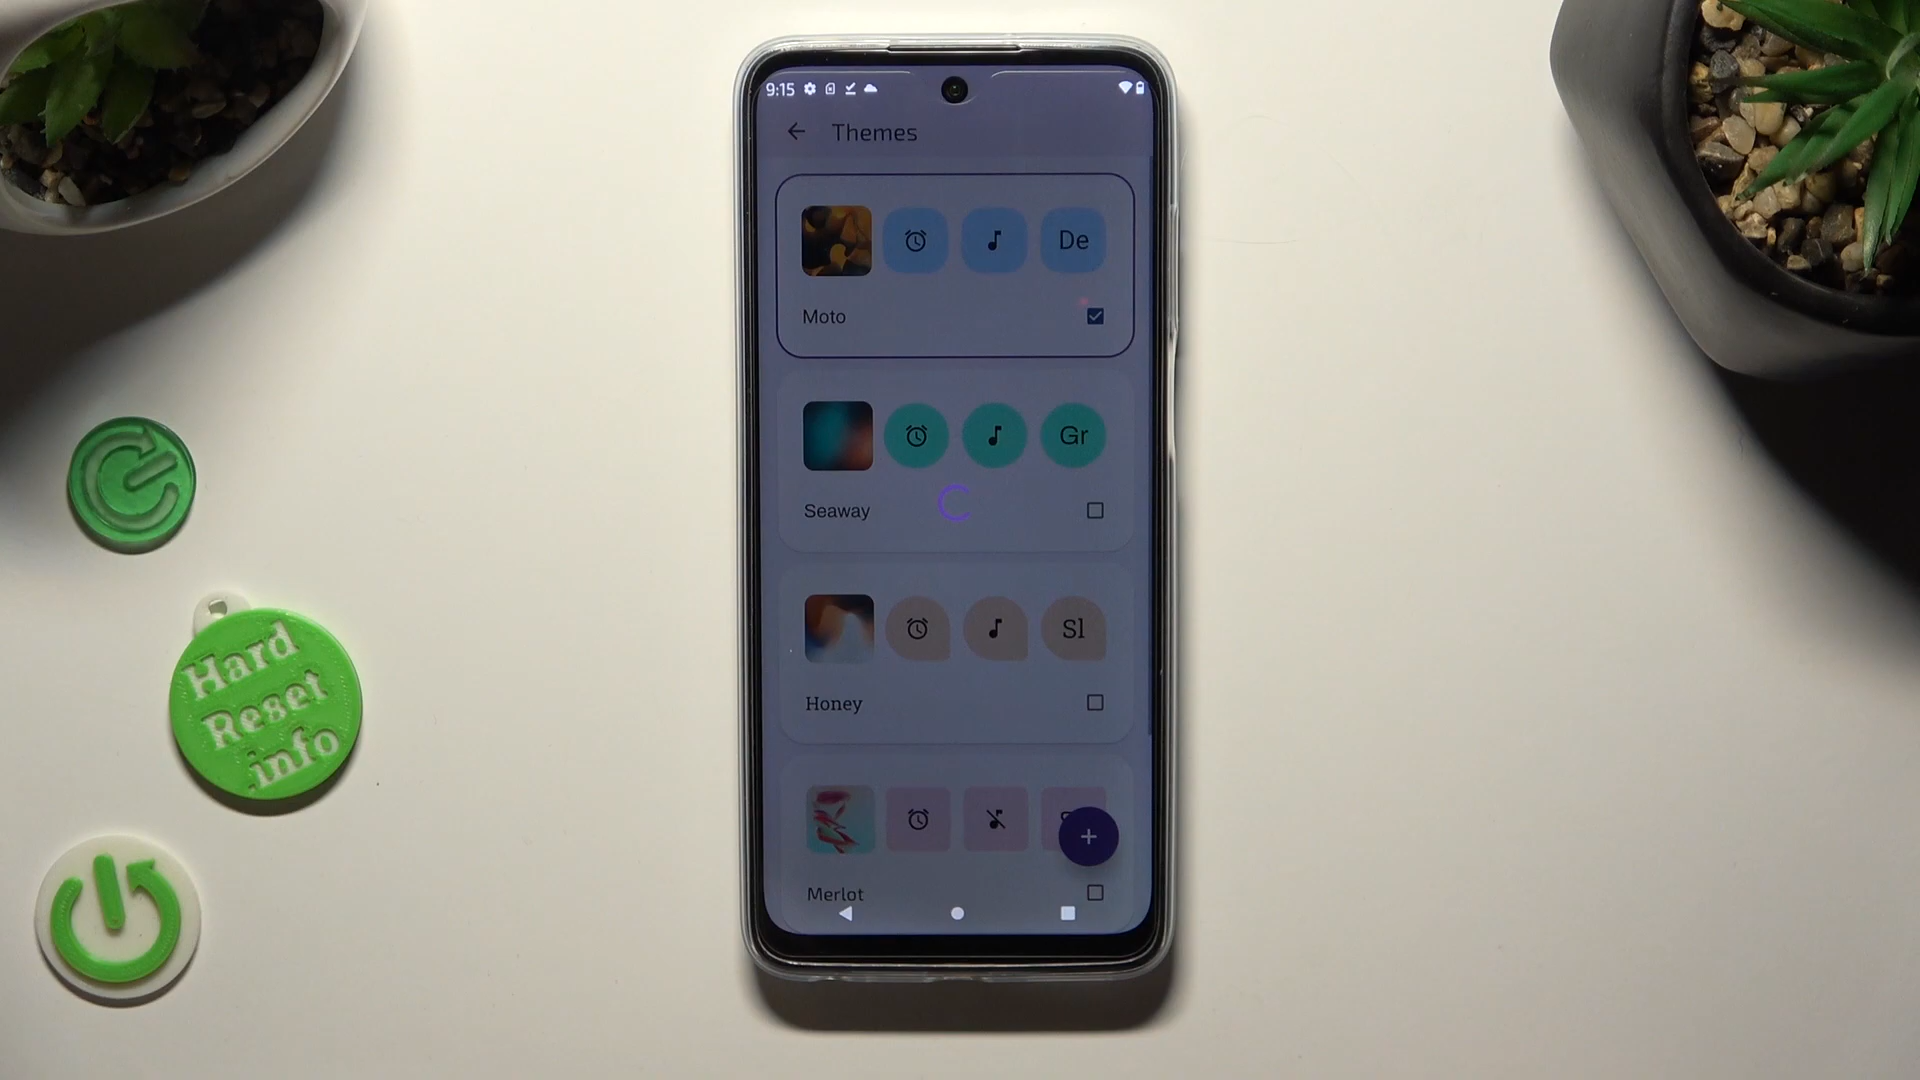 9:15
Themes
De
Moto
Gr
Seaway
Sl
Honey
Merlot
Hard
Reset
.info